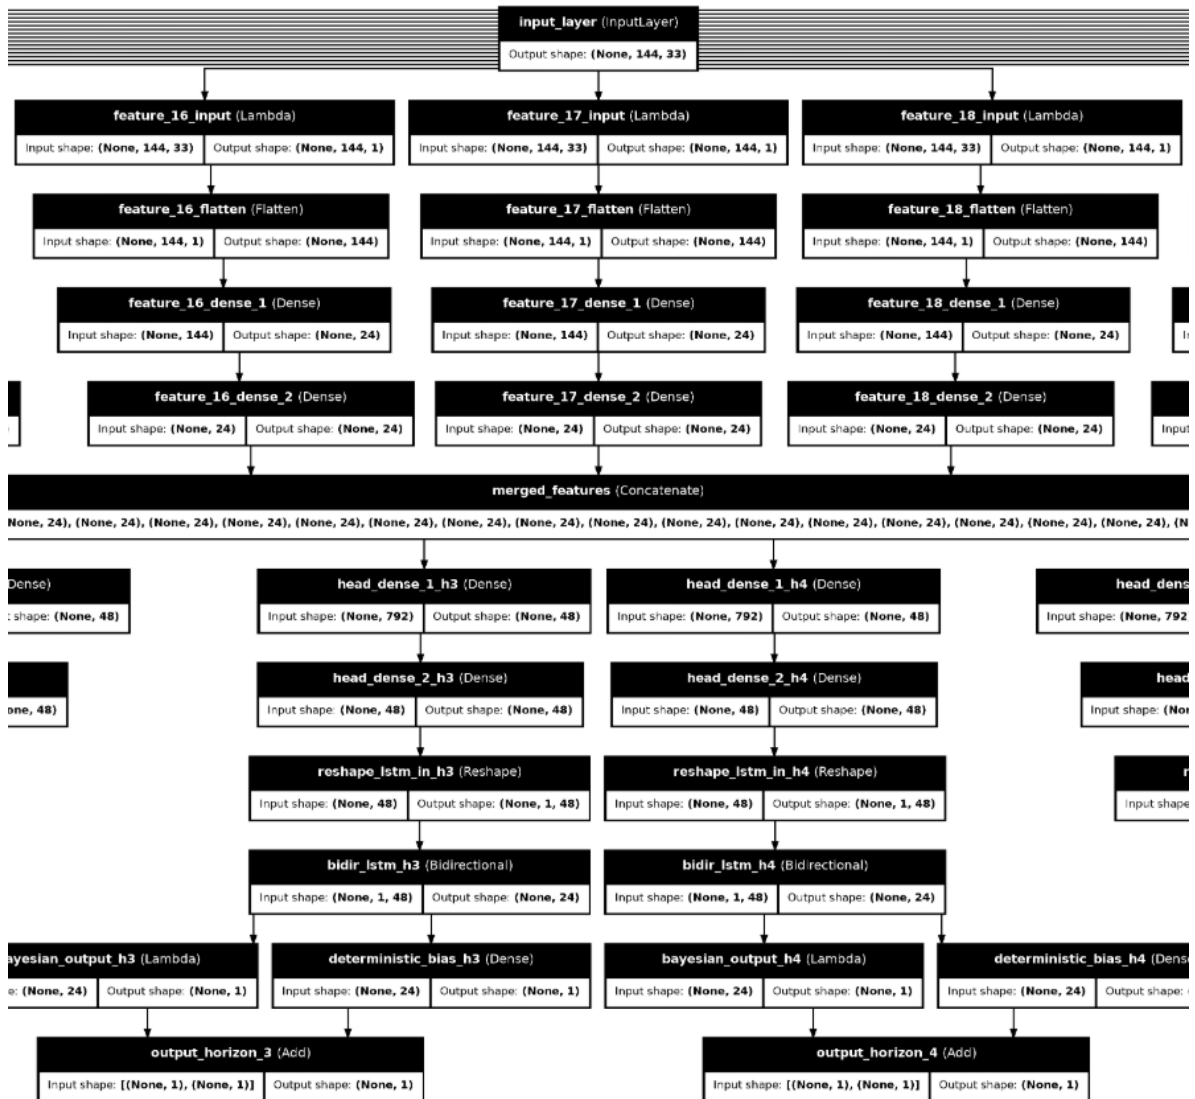 input_layer (InputLayer)
Output shape: (None, 144, 33)
feature_16_input (Lambda) feature_17_input (Lambda) feature_18_input (Lambda)
Input shape: (None, 144, 33) Output shape: (None, 144, 1) Input shape: (None, 144, 33) Output shape: (None, 144, 1) Input shape: (None, 144, 33) Output shape: (None, 144, 1)
feature_16_flatten (Flatten) feature_17_flatten (Flatten) feature_18_flatten (Flatten)
Input shape: (None, 144, 1) Output shape: (None, 144) Input shape: (None, 144, 1) Output shape: (None, 144) Input shape: (None, 144, 1) Output shape: (None, 144)
feature_16_dense_1 (Dense) feature_17_dense_1 (Dense) feature_18_dense_1 (Dense)
Input shape: (None, 144) Output shape: (None, 24) Input shape: (None, 144) Output shape: (None, 24) Input shape: (None, 144) Output shape: (None, 24)
feature_16_dense_2 (Dense) feature_17_dense_2 (Dense) feature_18_dense_2 (Dense)
Input shape: (None, 24) Output shape: (None, 24) Input shape: (None, 24) Output shape: (None, 24) Input shape: (None, 24) Output shape: (None, 24) Input
merged_features (Concatenate)
None, 24), (None, 24), (None, 24), (None, 24), (None, 24), (None, 24), (None, 24), (None, 24), (None, 24), (None, 24), (None, 24), (None, 24), (None, 24), (None, 24), (None, 24), (None, 24), (N
Dense) head_dense_1_h3 (Dense) head_dense_1_h4 (Dense) head_dens
t shape: (None, 48) Input shape: (None, 792) Output shape: (None, 48) Input shape: (None, 792) Output shape: (None, 48) Input shape: (None, 792
head_dense_2_h3 (Dense) head_dense_2_h4 (Dense) head
one, 48) Input shape: (None, 48) Output shape: (None, 48) Input shape: (None, 48) Output shape: (None, 48) Input shape: (Nor
reshape_lstm_in_h3 (Reshape) reshape_lstm_in_h4 (Reshape) r
Input shape: (None, 48) Output shape: (None, 1, 48) Input shape: (None, 48) Output shape: (None, 1, 48) Input shape
bidir_lstm_h3 (Bidirectional) bidir_lstm_h4 (Bidirectional)
Input shape: (None, 1, 48) Output shape: (None, 24) Input shape: (None, 1, 48) Output shape: (None, 24)
ayesian_output_h3 (Lambda) deterministic_bias_h3 (Dense) bayesian_output_h4 (Lambda) deterministic_bias_h4 (Dense
e: (None, 24) Output shape: (None, 1) Input shape: (None, 24) Output shape: (None, 1) Input shape: (None, 24) Output shape: (None, 1) Input shape: (None, 24) Output shape: (
output_horizon_3 (Add) output_horizon_4 (Add)
Input shape: [(None, 1), (None, 1)] Output shape: (None, 1) Input shape: [(None, 1), (None, 1)] Output shape: (None, 1)